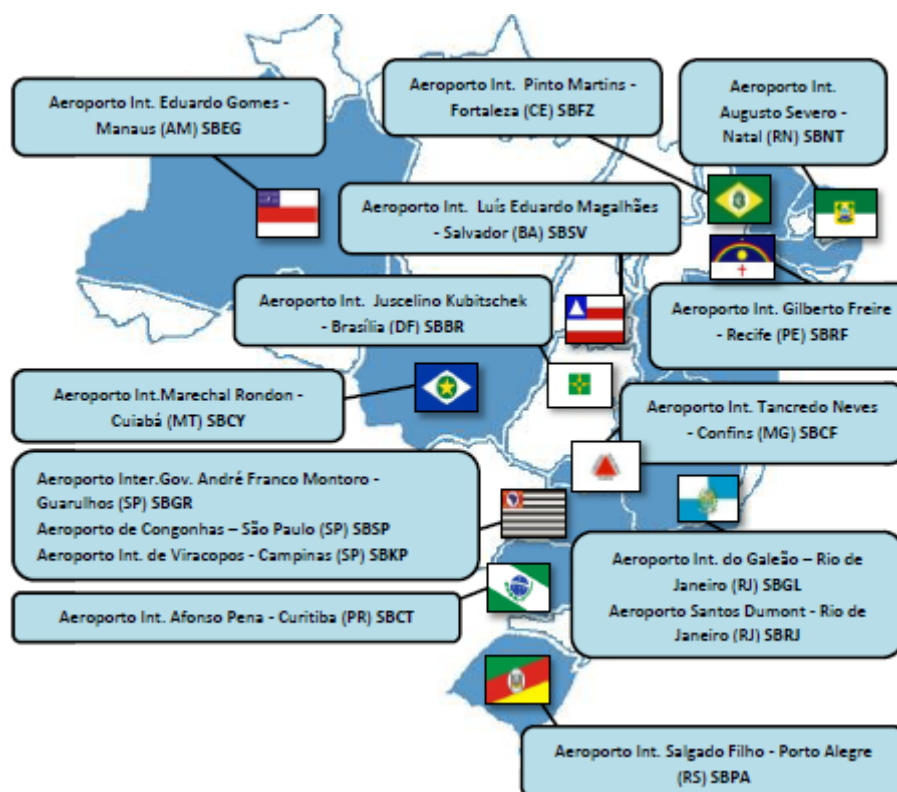 Aeroporto Int. Eduardo Gomes -
Manaus (AM) SBEG
Aeroporto Int. Pinto Martins -
Fortaleza (CE) SBFZ
Aeroporto Int.
Augusto Severo -
Natal (RN) SBNT
Aeroporto Int. Luís Eduardo Magalhães
- Salvador (BA) SBSV
Aeroporto Int. Juscelino Kubitschek
- Brasília (DF) SBBR
Aeroporto Int. Gilberto Freire
- Recife (PE) SBRF
Aeroporto Int.Marechal Rondon -
Cuiabá (MT) SBCY
Aeroporto Int. Tancredo Neves
- Confins (MG) SBCF
Aeroporto Inter.Gov. André Franco Montoro -
Guarulhos (SP) SBGR
Aeroporto de Congonhas – São Paulo (SP) SBSP
Aeroporto Int. de Viracopos - Campinas (SP) SBKP
Aeroporto Int. do Galeão – Rio de
Janeiro (RJ) SBGL
Aeroporto Santos Dumont - Rio de
Janeiro (RJ) SBRJ
Aeroporto Int. Afonso Pena - Curitiba (PR) SBCT
Aeroporto Int. Salgado Filho - Porto Alegre
(RS) SBPA